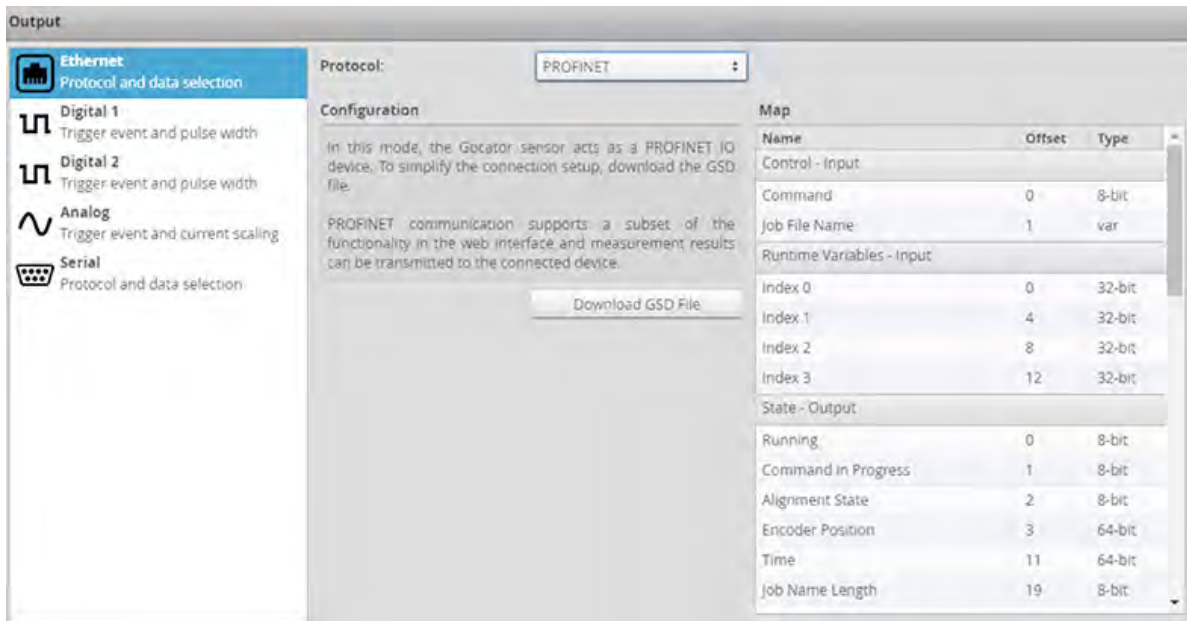 Output
Ethernet
Protocol and data selection
Digital 1
Trigger event and pulse width
Digital 2
Trigger event and pulse width
Analog
Trigger event and current scaling
Serial
Protocol and data selection
Protocol: PROFINET
Configuration
In this mode, the Gocator sensor acts as a PROFINET IO
device. To simplify the connection setup, download the GSD
file.
PROFINET communication supports a subset of the
functionality in the web interface and measurement results
can be transmitted to the connected device.
Download GSD File
Map
Name Offset Type
Control - Input
Command 0 8-bit
Job File Name 1 var
Runtime Variables - Input
Index 0 0 32-bit
Index 1 4 32-bit
Index 2 8 32-bit
Index 3 12 32-bit
State - Output
Running 0 8-bit
Command in Progress 1 8-bit
Alignment State 2 8-bit
Encoder Position 3 64-bit
Time 11 64-bit
Job Name Length 19 8-bit